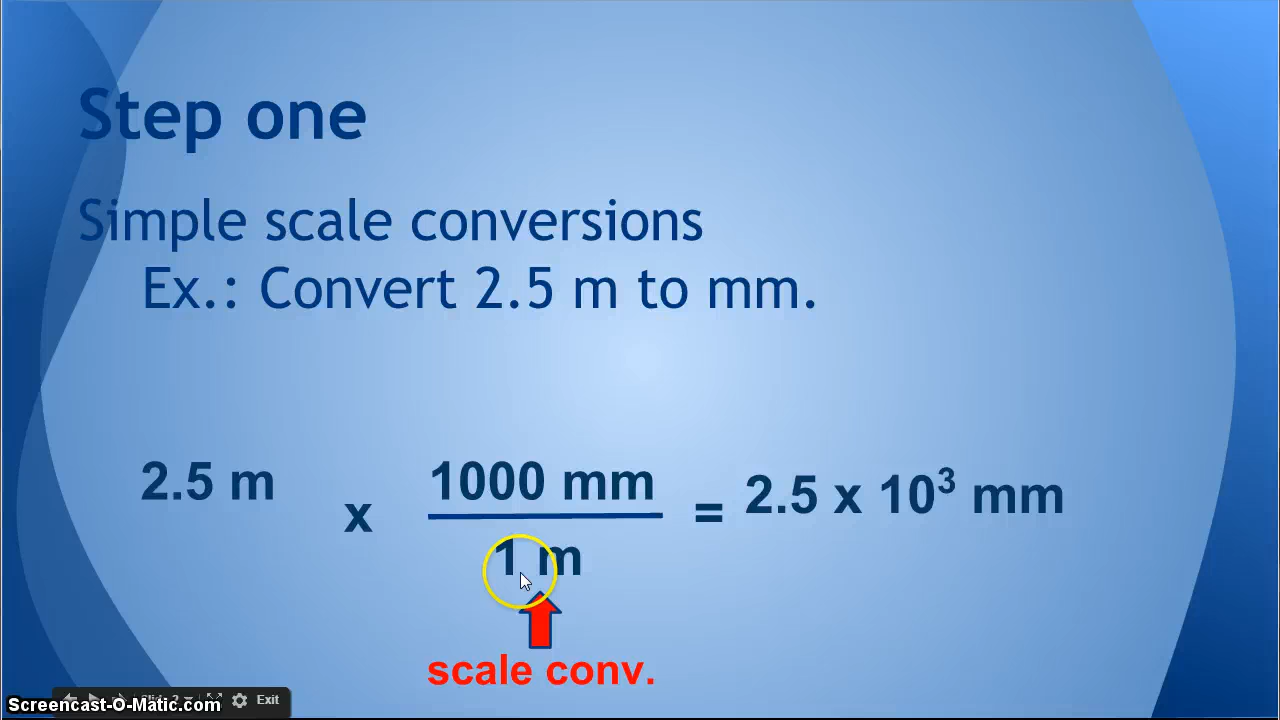 Step one
Simple scale conversions
Ex.: Convert 2.5 m to mm.
2.5 m x 1000 mm = 2.5 x 10³ mm
1 m
scale conv.
Exit
Screencast-O-Matic.com